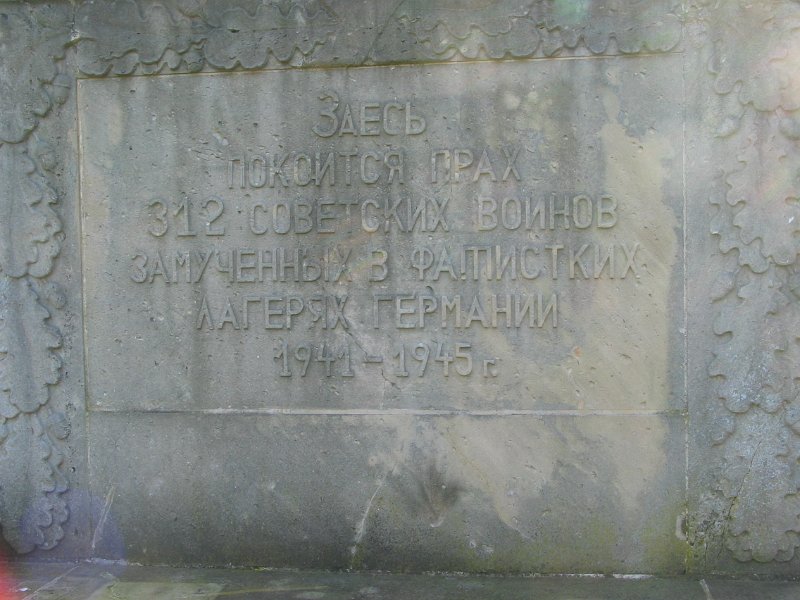 Здесь
покоится прах
312 советских воинов
замученных в фашистких
лагерях Германии
1941-1945 г.